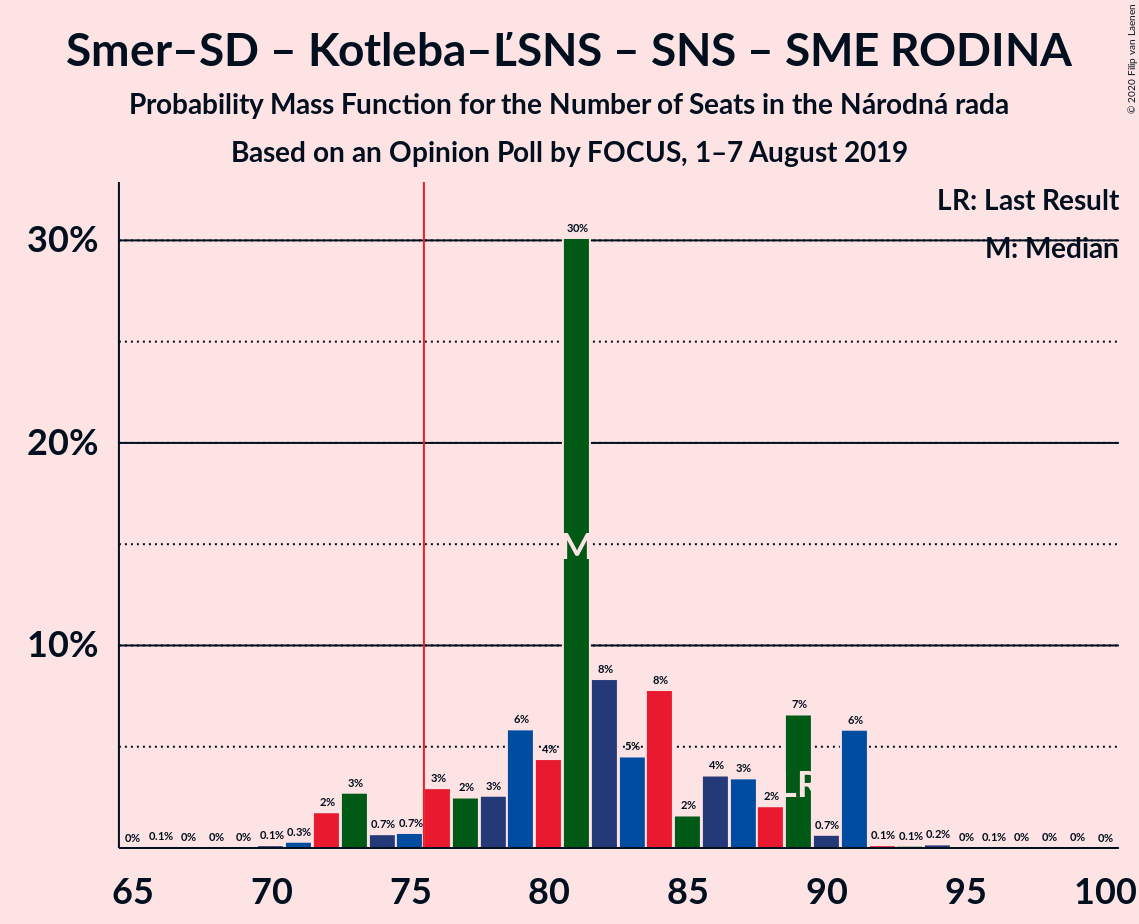 Smer–SD – Kotleba–ĽSNS – SNS – SME RODINA
Probability Mass Function for the Number of Seats in the Národná rada
Based on an Opinion Poll by FOCUS, 1–7 August 2019
© 2020 Filip van Laenen
LR: Last Result
M: Median
30%
20%
10%
0% 0.1% 0% 0% 0% 0.1% 0.3% 2% 3% 0.7% 0.7% 3% 2% 3% 6% 4% 30% 8% 5% 8% 2% 4% 3% 2% 7% 0.7% 6% 0.1% 0.1% 0.2% 0% 0.1% 0% 0% 0% 0%
M
LR
65 70 75 80 85 90 95 100